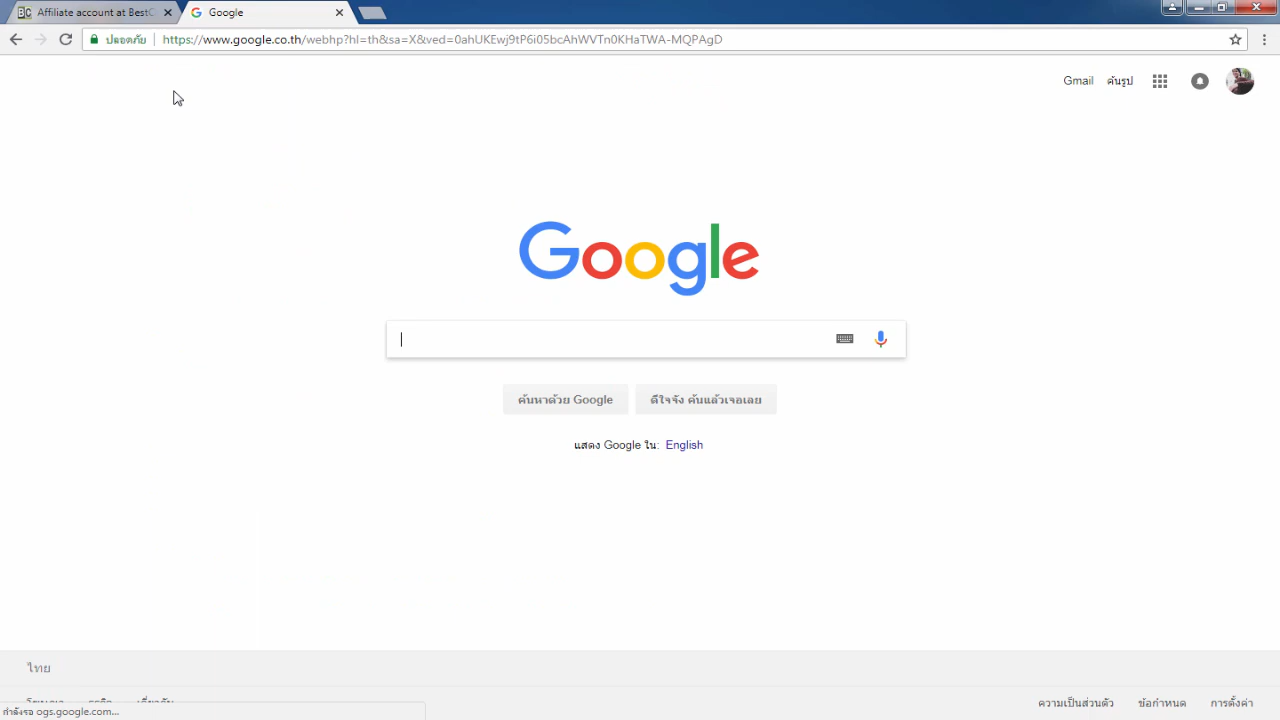 Affiliate account at BestC
Google
ปลอดภัย
https://www.google.co.th/webhp?hl=th&sa=X&ved=0ahUKEwj9tP6i05bcAhWVTn0KHaTWA-MQPAgD
Gmail ค้นรูป
Google
ค้นหาด้วย Google
ดีใจจัง ค้นแล้วเจอเลย
แสดง Google ใน: English
ไทย
ความเป็นส่วนตัว ข้อกำหนด การตั้งค่า
กำลังรอ ogs.google.com...